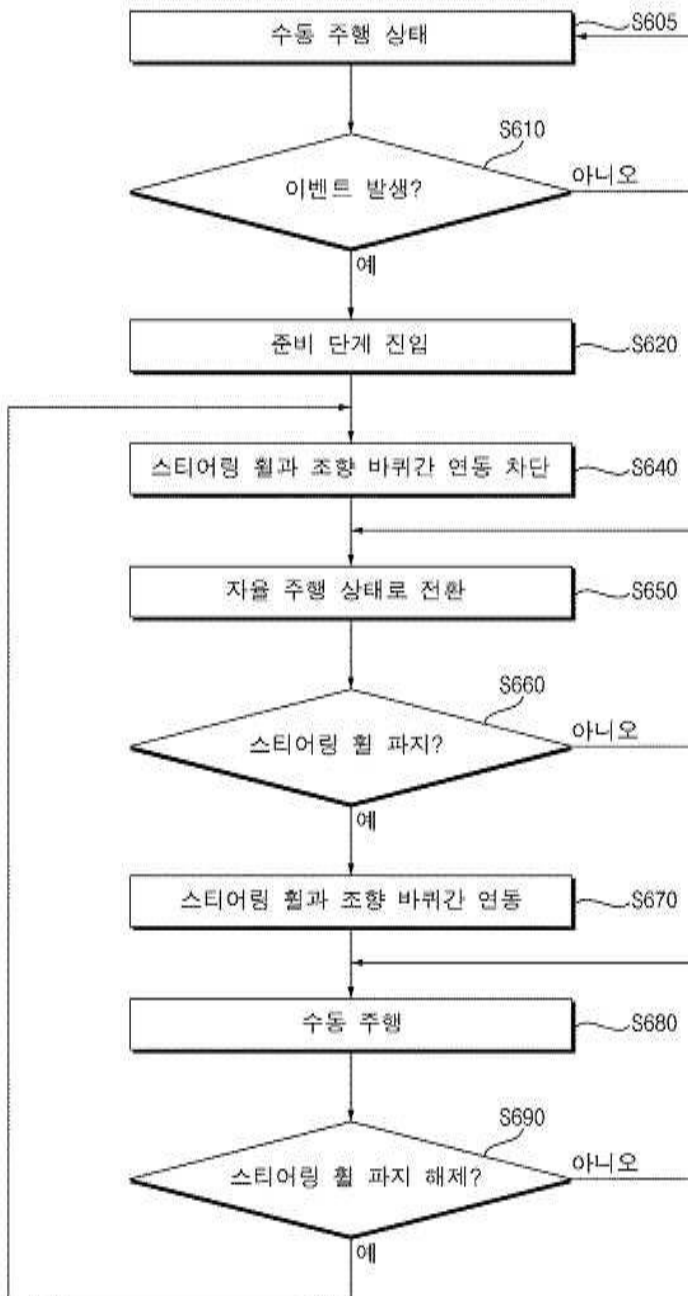 수동 주행 상태
S605
S610
이벤트 발생?
아니오
예
준비 단계 진입
S620
스티어링 휠과 조향 바퀴간 연동 차단
S640
자율 주행 상태로 전환
S650
S660
스티어링 휠 파지?
아니오
예
스티어링 휠과 조향 바퀴간 연동
S670
수동 주행
S680
S690
스티어링 휠 파지 해제?
아니오
예